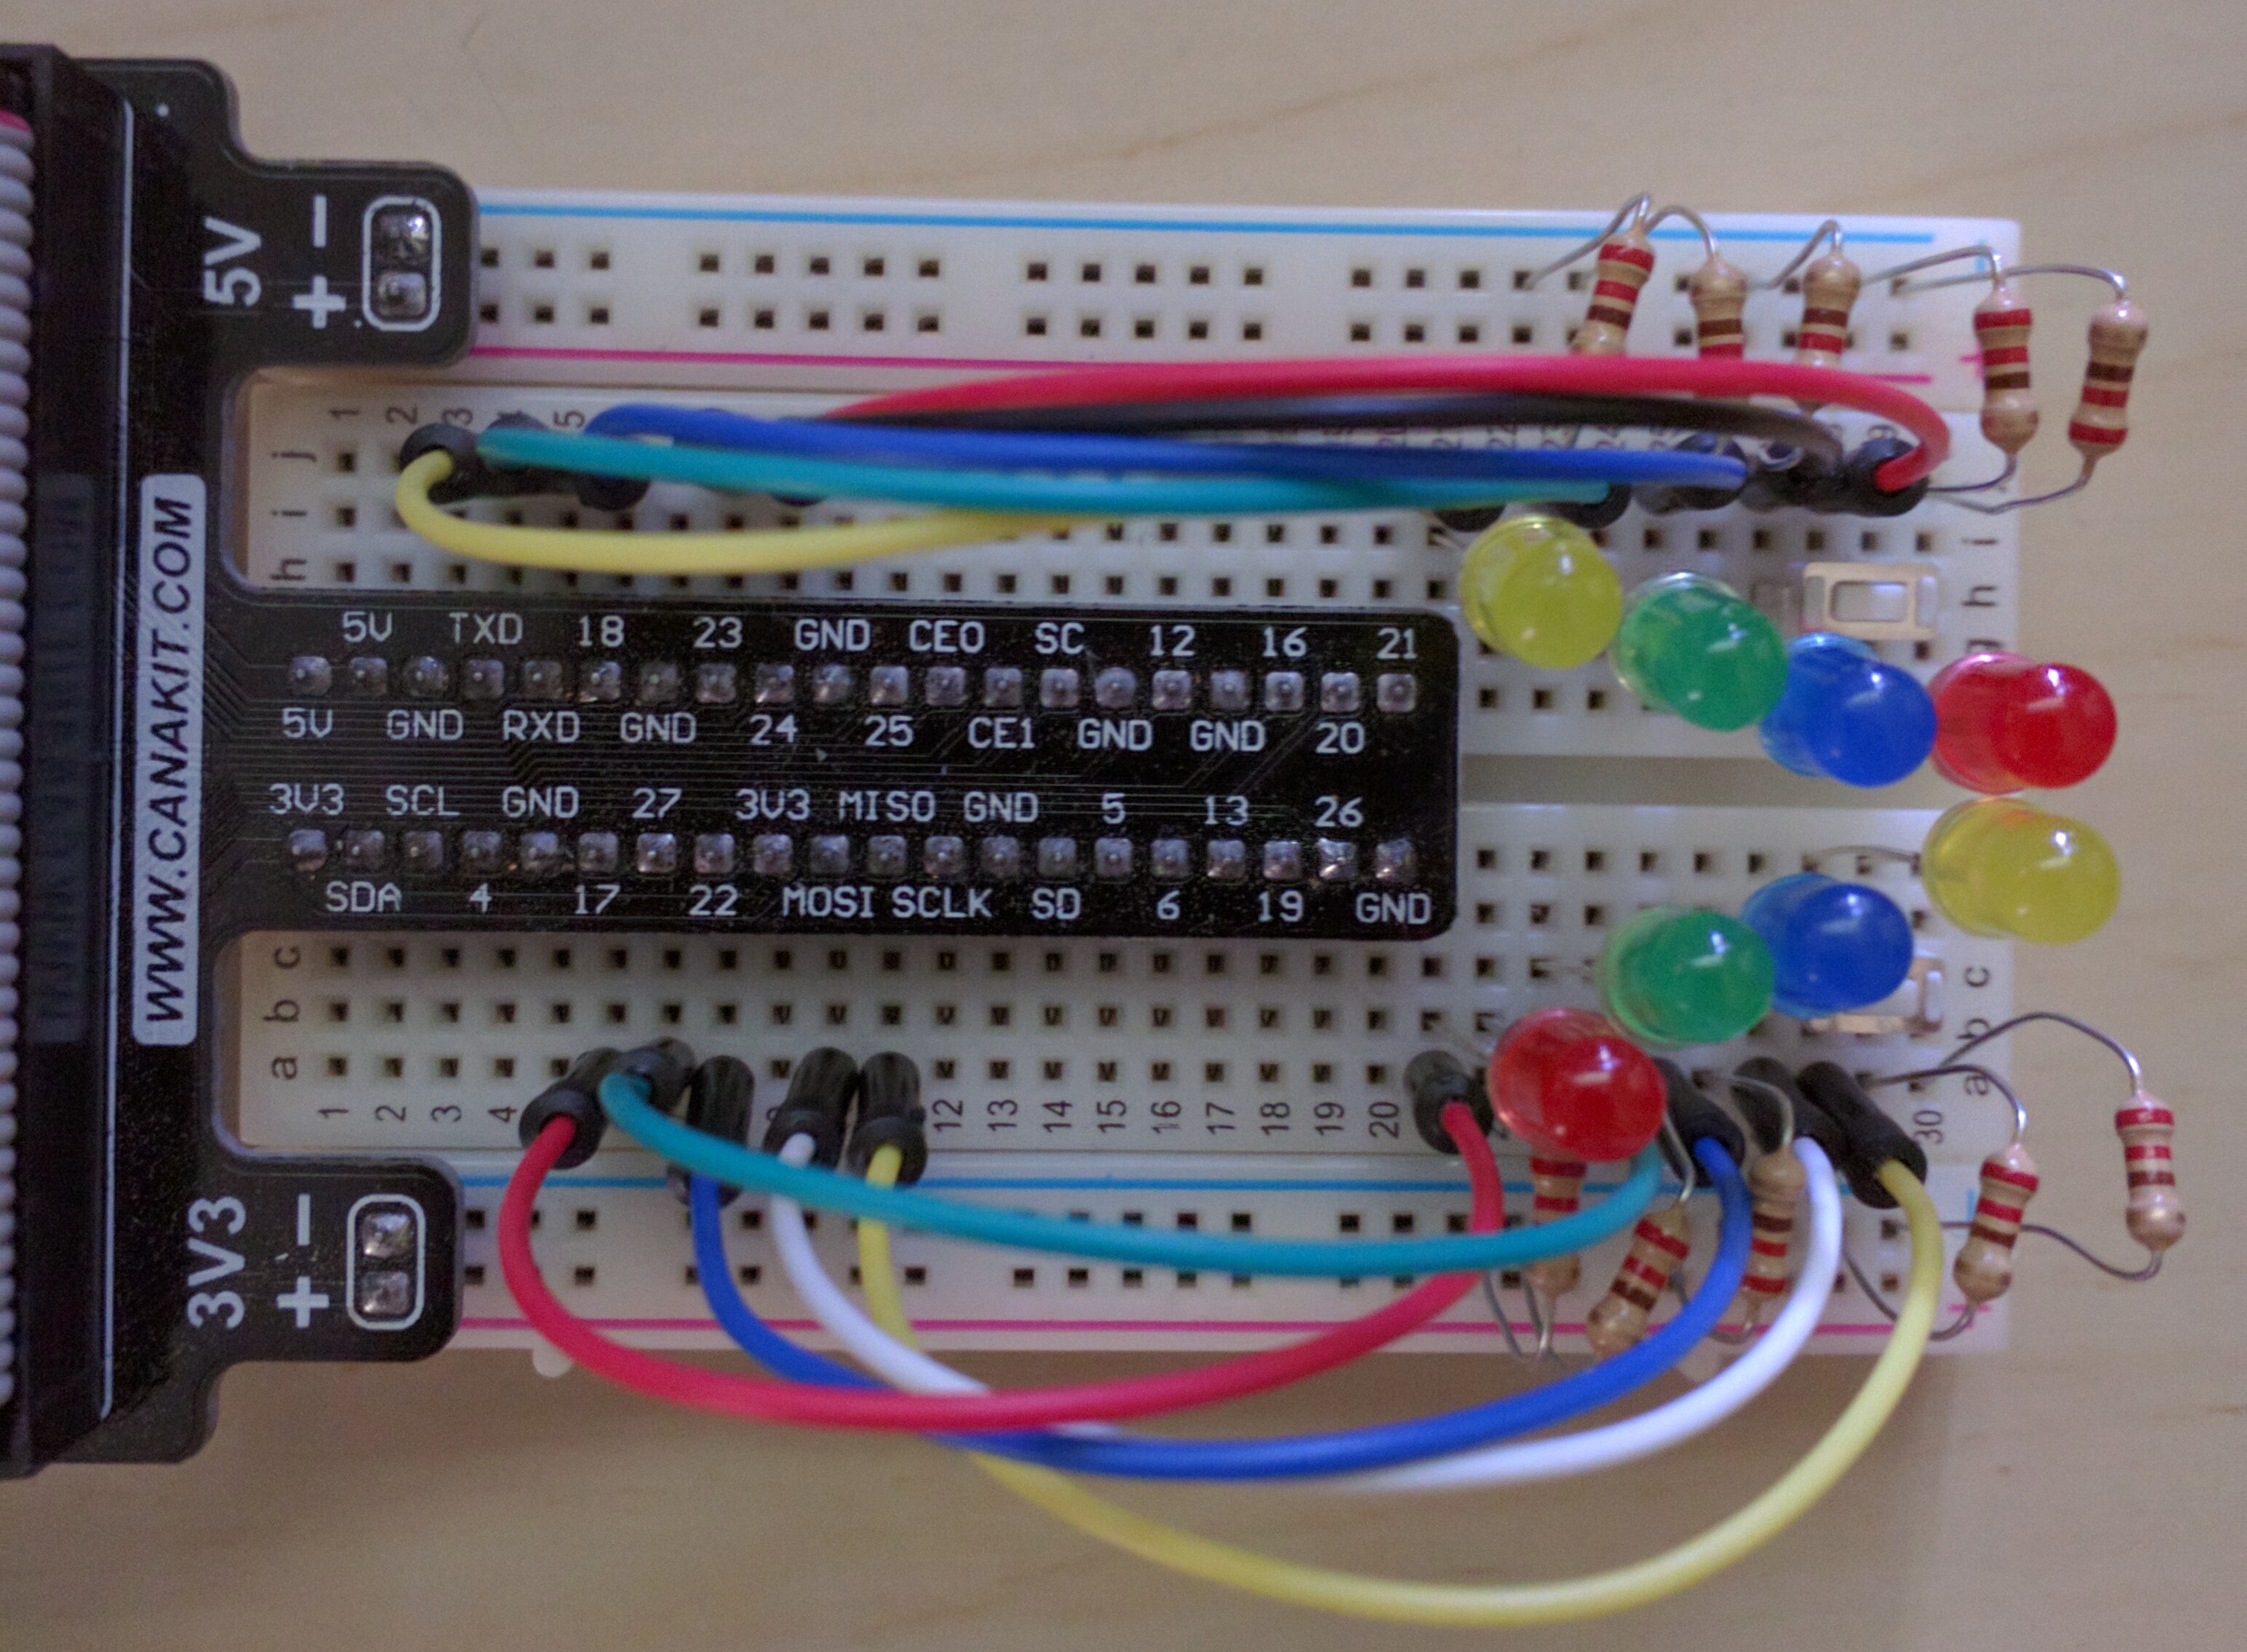 5V
− +
WWW.CANAKIT.COM
3V3
− +
1 2 3 5
j j
i i
h h
g
5V TXD 18 23 GND CE0 SC 12 16 21
5V GND RXD GND 24 25 CE1 GND GND 20
3V3 SCL GND 27 3V3 MISO GND 5 13 26
SDA 4 17 22 MOSI SCLK SD 6 19 GND
c c
b b
a a
1 2 3 4 12 13 14 15 16 17 18 19 20 30